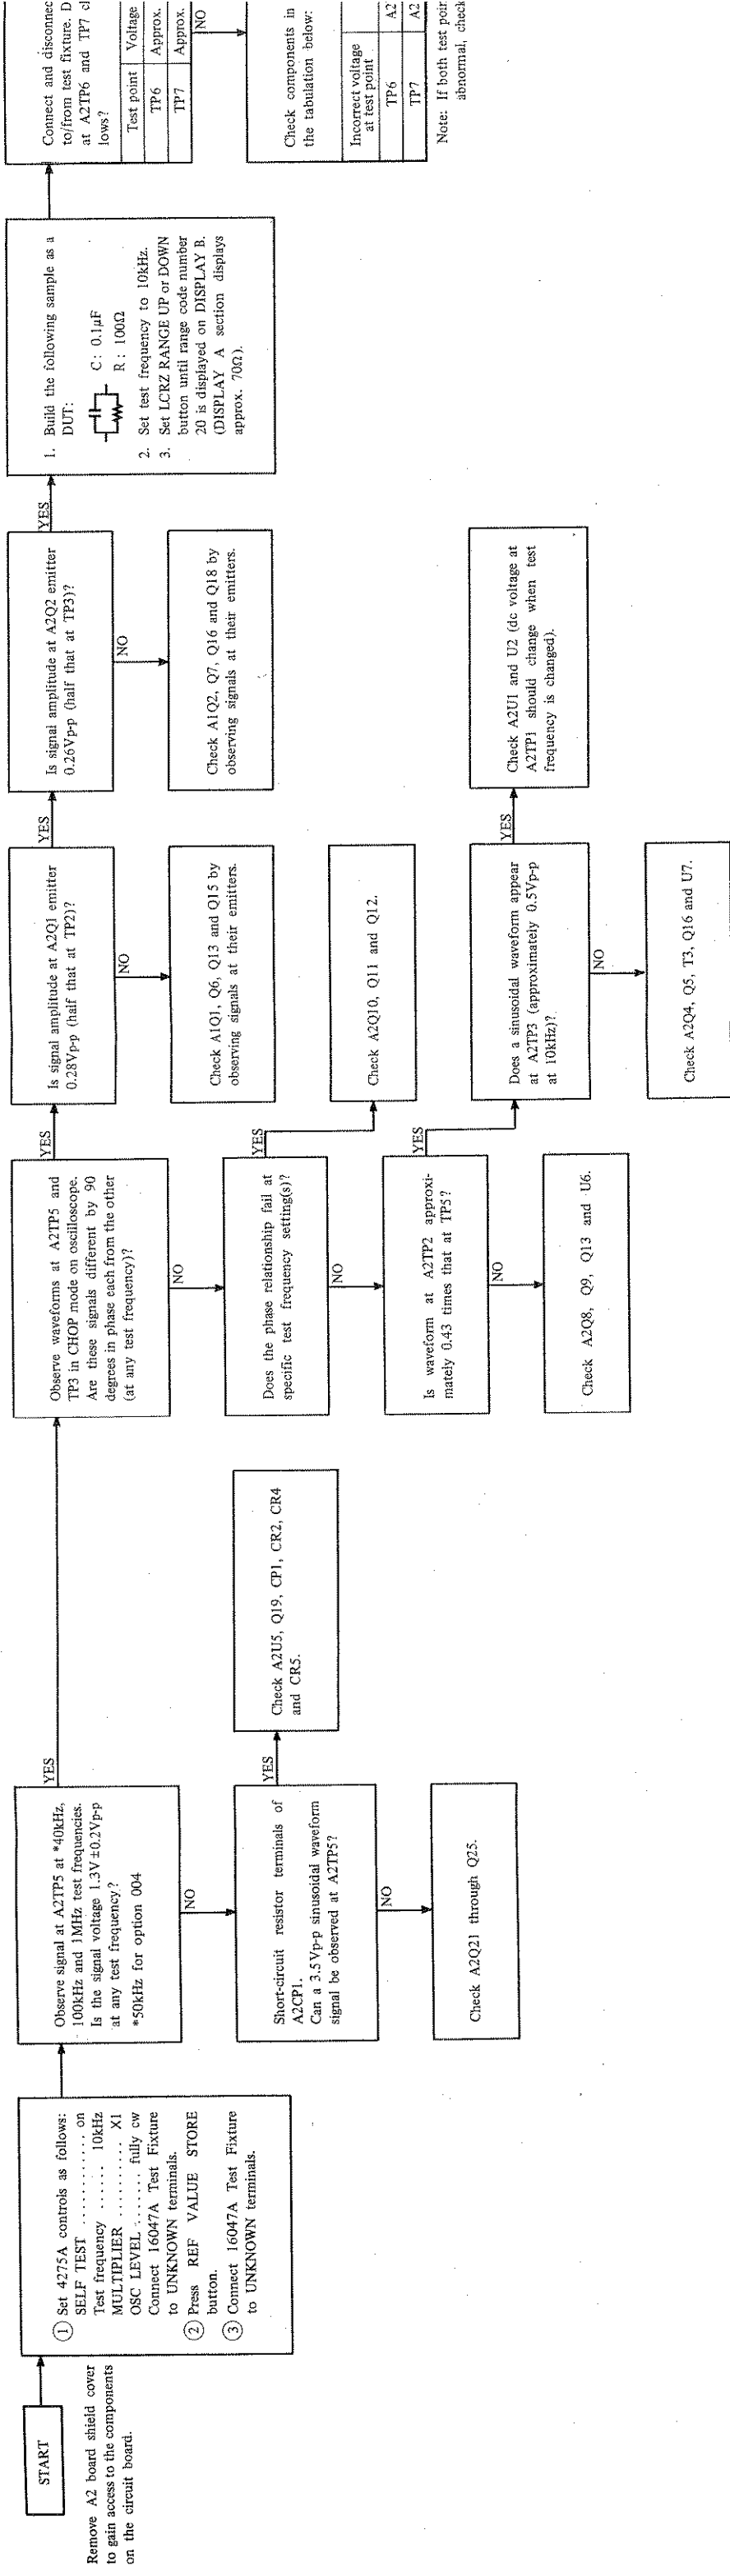 START
Remove A2 board shield cover
to gain access to the components
on the circuit board.
1 Set 4275A controls as follows:
SELF TEST ............ on
Test frequency ...... 10kHz
MULTIPLIER .......... X1
OSC LEVEL ....... fully cw
Connect 16047A Test Fixture
to UNKNOWN terminals.
2 Press REF VALUE STORE
button.
3 Connect 16047A Test Fixture
to UNKNOWN terminals.
Observe signal at A2TP5 at *40kHz,
100kHz and 1MHz test frequencies.
Is the signal voltage 1.3V±0.2Vp-p
at any test frequency?
*50kHz for option 004
YES
NO
Short-circuit resistor terminals of
A2CP1.
Can a 3.5Vp-p sinusoidal waveform
signal be observed at A2TP5?
YES
Check A2U5, Q19, CP1, CR2, CR4
and CR5.
NO
Check A2Q21 through Q25.
Observe waveforms at A2TP5 and
TP3 in CHOP mode on oscilloscope.
Are these signals different by 90
degrees in phase each from the other
(at any test frequency)?
YES
NO
Does the phase relationship fail at
specific test frequency setting(s)?
YES
Check A2Q10, Q11 and Q12.
NO
Is waveform at A2TP2 approxi-
mately 0.43 times that at TP5?
YES
NO
Check A2Q8, Q9, Q13 and U6.
Does a sinusoidal waveform appear
at A2TP3 (approximately 0.5Vp-p
at 10kHz)?
YES
Check A2U1 and U2 (dc voltage at
A2TP1 should change when test
frequency is changed).
NO
Check A2Q4, Q5, T3, Q16 and U7.
Is signal amplitude at A2Q1 emitter
0.28Vp-p (half that at TP2)?
YES
NO
Check A1Q1, Q6, Q13 and Q15 by
observing signals at their emitters.
Is signal amplitude at A2Q2 emitter
0.26Vp-p (half that at TP3)?
YES
NO
Check A1Q2, Q7, Q16 and Q18 by
observing signals at their emitters.
1. Build the following sample as a
DUT:
C: 0.1μF
R: 100Ω
2. Set test frequency to 10kHz.
3. Set LCRZ RANGE UP or DOWN
button until range code number
20 is displayed on DISPLAY B.
(DISPLAY A section displays
approx. 70Ω).
Connect and disconnec
to/from test fixture. D
at A2TP6 and TP7 cl
lows?
Test point Voltage
TP6 Approx.
TP7 Approx.
NO
Check components in
the tabulation below:
Incorrect voltage
at test point
TP6 A2
TP7 A2
Note: If both test poin
abnormal, check